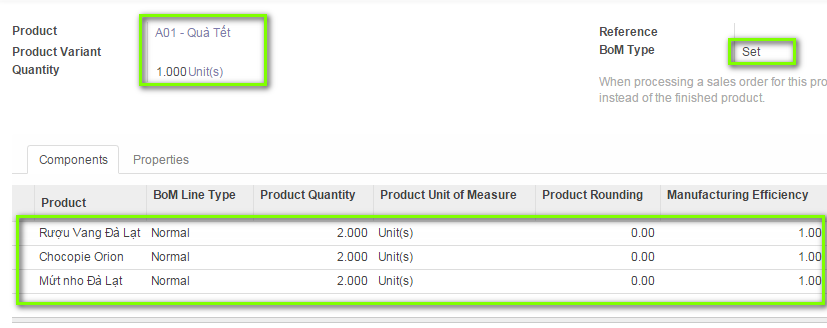 Product A01 - Quà Tết Reference
Product Variant BoM Type Set
Quantity 1.000 Unit(s)
When processing a sales order for this pro
instead of the finished product.
Components Properties
Product BoM Line Type Product Quantity Product Unit of Measure Product Rounding Manufacturing Efficiency
Rượu Vang Đà Lạt Normal 2.000 Unit(s) 0.00 1.00
Chocopie Orion Normal 2.000 Unit(s) 0.00 1.00
Mứt nho Đà Lạt Normal 2.000 Unit(s) 0.00 1.00